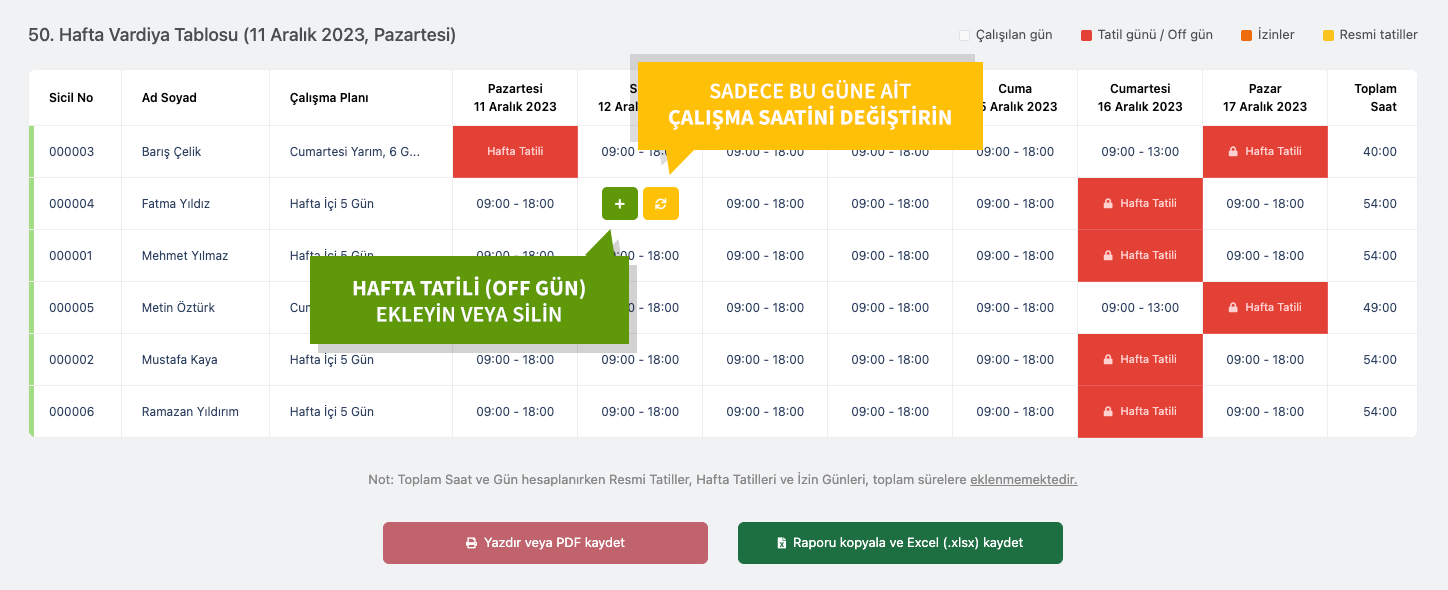 50. Hafta Vardiya Tablosu (11 Aralık 2023, Pazartesi)
Çalışılan gün Tatil günü / Off gün İzinler Resmi tatiller
SADECE BU GÜNE AİT
ÇALIŞMA SAATİNİ DEĞİŞTİRİN
Sicil No Ad Soyad Çalışma Planı Pazartesi Cuma Cumartesi Pazar Toplam
11 Aralık 2023 Aralık 2023 16 Aralık 2023 17 Aralık 2023 Saat
000003 Barış Çelik Cumartesi Yarım, 6 G... Hafta Tatili 09:00 - 18:00 09:00 - 18:00 09:00 - 18:00 09:00 - 18:00 09:00 - 13:00 Hafta Tatili 40:00
000004 Fatma Yıldız Hafta İçi 5 Gün 09:00 - 18:00 + 09:00 - 18:00 09:00 - 18:00 09:00 - 18:00 Hafta Tatili 09:00 - 18:00 54:00
000001 Mehmet Yılmaz Hafta İçi 5 Gün 09:00 - 18:00 - 18:00 09:00 - 18:00 09:00 - 18:00 09:00 - 18:00 Hafta Tatili 09:00 - 18:00 54:00
HAFTA TATİLİ (OFF GÜN)
EKLEYİN VEYA SİLİN
000005 Metin Öztürk - 18:00 09:00 - 18:00 09:00 - 18:00 09:00 - 18:00 09:00 - 13:00 Hafta Tatili 49:00
000002 Mustafa Kaya Hafta İçi 5 Gün 09:00 - 18:00 09:00 - 18:00 09:00 - 18:00 09:00 - 18:00 09:00 - 18:00 Hafta Tatili 09:00 - 18:00 54:00
000006 Ramazan Yıldırım Hafta İçi 5 Gün 09:00 - 18:00 09:00 - 18:00 09:00 - 18:00 09:00 - 18:00 09:00 - 18:00 Hafta Tatili 09:00 - 18:00 54:00
Not: Toplam Saat ve Gün hesaplanırken Resmi Tatiller, Hafta Tatilleri ve İzin Günleri, toplam sürelere eklenmemektedir.
Yazdır veya PDF kaydet
Raporu kopyala ve Excel (.xlsx) kaydet